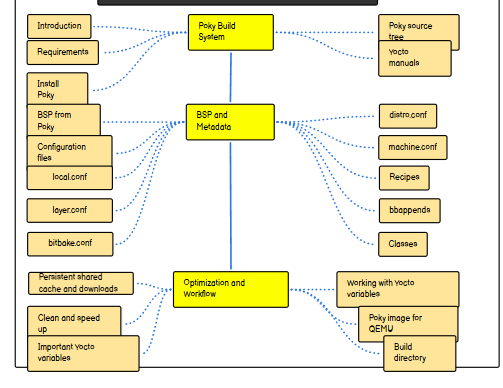 Introduction
Requirements
Install
Poky
BSP from
Poky
Configuration
files
local.conf
layer.conf
bitbake.conf
Persistent shared
cache and downloads
Clean and speed
up
Important Yocto
variables
Poky Build
System
BSP and
Metadata
Optimization and
Workflow
Poky source
tree
Yocto
manuals
distro.conf
machine.conf
Recipes
bbappends
Classes
Working with Yocto
variables
Poky image for
QEMU
Build
directory